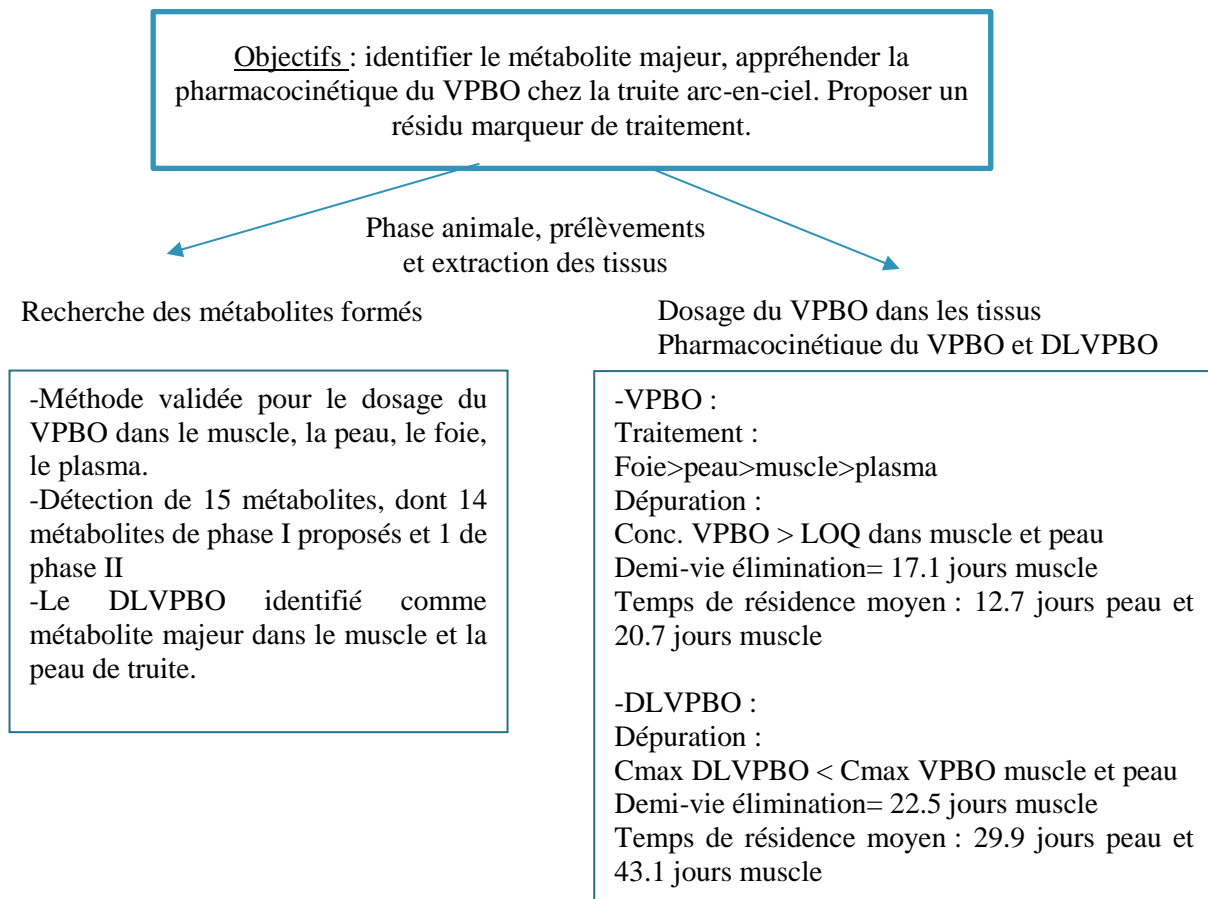 Objectifs : identifier le métabolite majeur, appréhender la
pharmacocinétique du VPBO chez la truite arc-en-ciel. Proposer un
résidu marqueur de traitement.
Phase animale, prélèvements
et extraction des tissus
Recherche des métabolites formés
-Méthode validée pour le dosage du
VPBO dans le muscle, la peau, le foie,
le plasma.
-Détection de 15 métabolites, dont 14
métabolites de phase I proposés et 1 de
phase II
-Le DLVPBO identifié comme
métabolite majeur dans le muscle et la
peau de truite.
Dosage du VPBO dans les tissus
Pharmacocinétique du VPBO et DLVPBO
-VPBO :
Traitement :
Foie>peau>muscle>plasma
Dépuration :
Conc. VPBO > LOQ dans muscle et peau
Demi-vie élimination= 17.1 jours muscle
Temps de résidence moyen : 12.7 jours peau et
20.7 jours muscle
-DLVPBO :
Dépuration :
Cmax DLVPBO < Cmax VPBO muscle et peau
Demi-vie élimination= 22.5 jours muscle
Temps de résidence moyen : 29.9 jours peau et
43.1 jours muscle